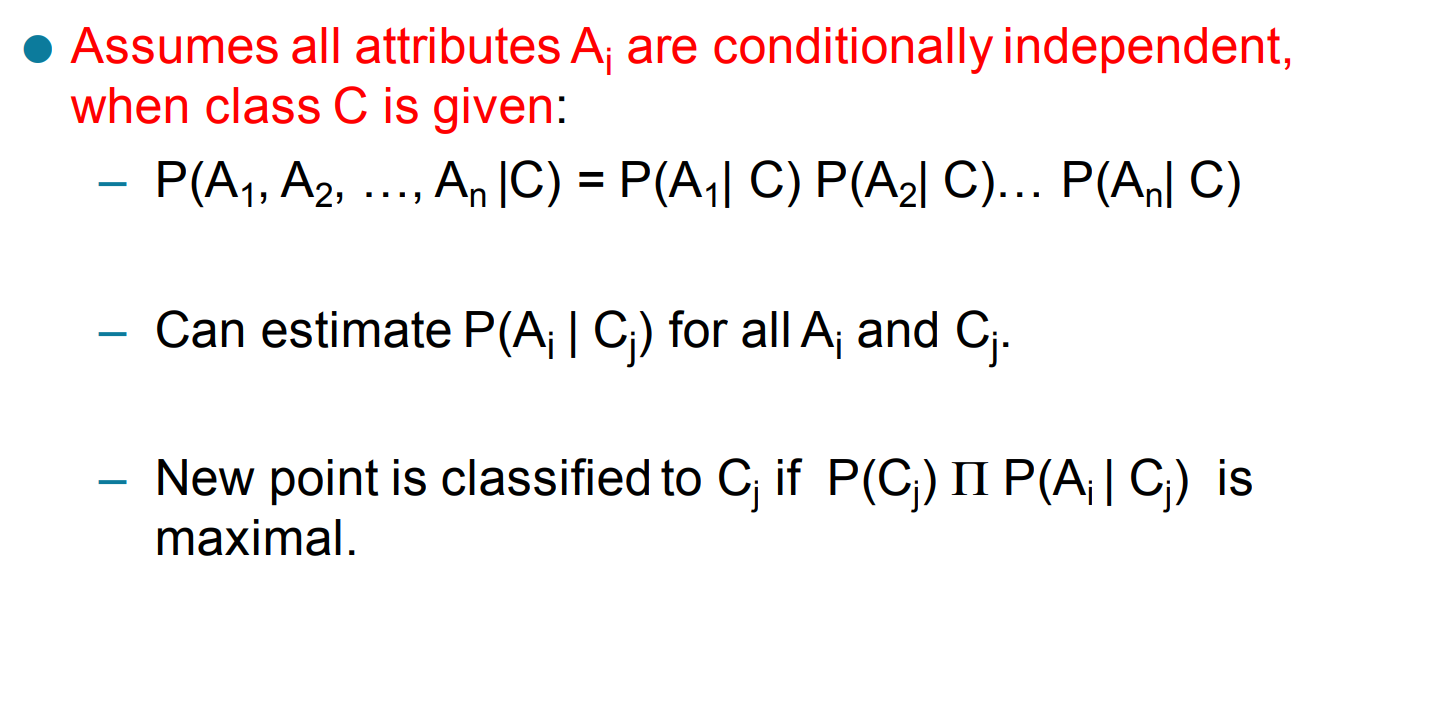 ● Assumes all attributes Aᵢ are conditionally independent,
when class C is given:
– P(A₁, A₂, …, Aₙ |C) = P(A₁| C) P(A₂| C)… P(Aₙ| C)
– Can estimate P(Aᵢ | Cⱼ) for all Aᵢ and Cⱼ.
– New point is classified to Cⱼ if P(Cⱼ) Π P(Aᵢ | Cⱼ) is
maximal.